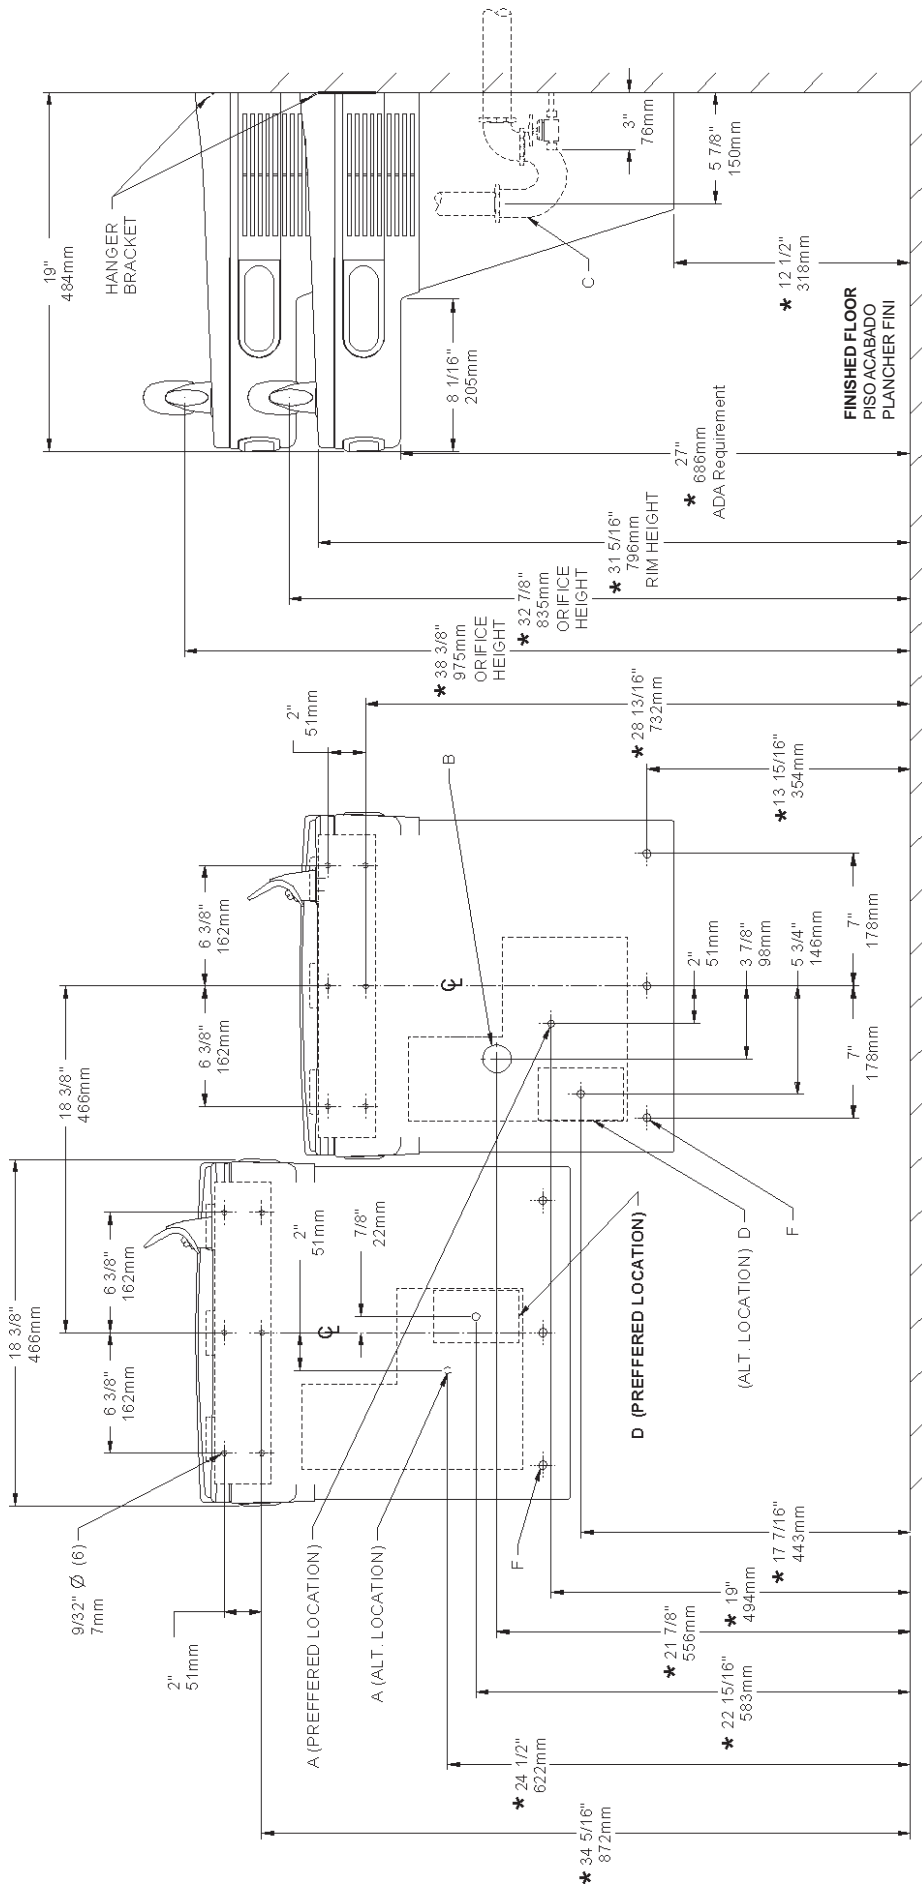 18 3/8"
466mm
6 3/8"
162mm
6 3/8"
162mm
9/32" Ø (6)
7mm
2"
51mm
18 3/8"
466mm
6 3/8"
162mm
6 3/8"
162mm
2"
51mm
7/8"
22mm
℄
2"
51mm
℄
B
A (PREFFERED LOCATION)
A (ALT. LOCATION)
F
D (PREFFERED LOCATION)
(ALT. LOCATION) D
F
2"
51mm
3 7/8"
98mm
5 3/4"
146mm
7"
178mm
7"
178mm
* 34 5/16"
872mm
* 24 1/2"
622mm
* 22 15/16"
583mm
* 21 7/8"
556mm
* 19"
494mm
* 17 7/16"
443mm
*13 15/16"
354mm
* 28 13/16"
732mm
* 38 3/8"
975mm
ORIFICE
HEIGHT
* 32 7/8"
835mm
ORIFICE
HEIGHT
* 31 5/16"
796mm
RIM HEIGHT
27"
* 686mm
ADA Requirement
19"
484mm
HANGER
BRACKET
8 1/16"
205mm
C
3"
76mm
5 7/8"
150mm
* 12 1/2"
318mm
FINISHED FLOOR
PISO ACABADO
PLANCHER FINI